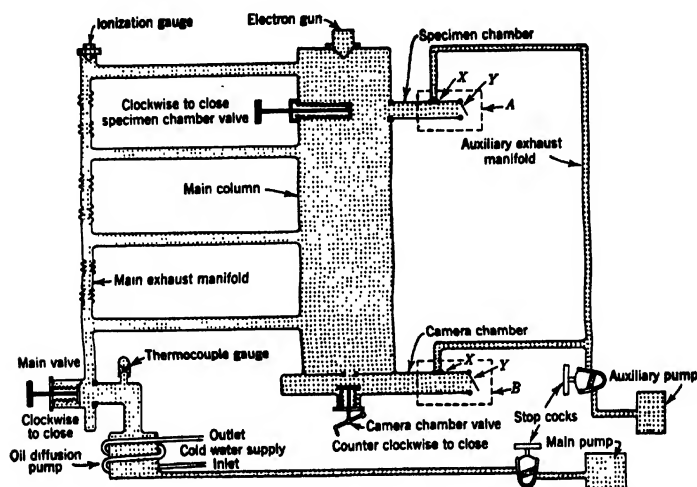 Ionization gauge
Electron gun
Specimen chamber
X
Y
A
Clockwise to close
specimen chamber valve
Auxiliary exhaust
manifold
Main column
Main exhaust manifold
Camera chamber
Main valve
Thermocouple gauge
X
Y
B
Auxiliary pump
Clockwise
to close
Camera chamber valve
Counter clockwise to close
Stop cocks
Outlet
Cold water supply
Inlet
Oil diffusion
pump
Main pump